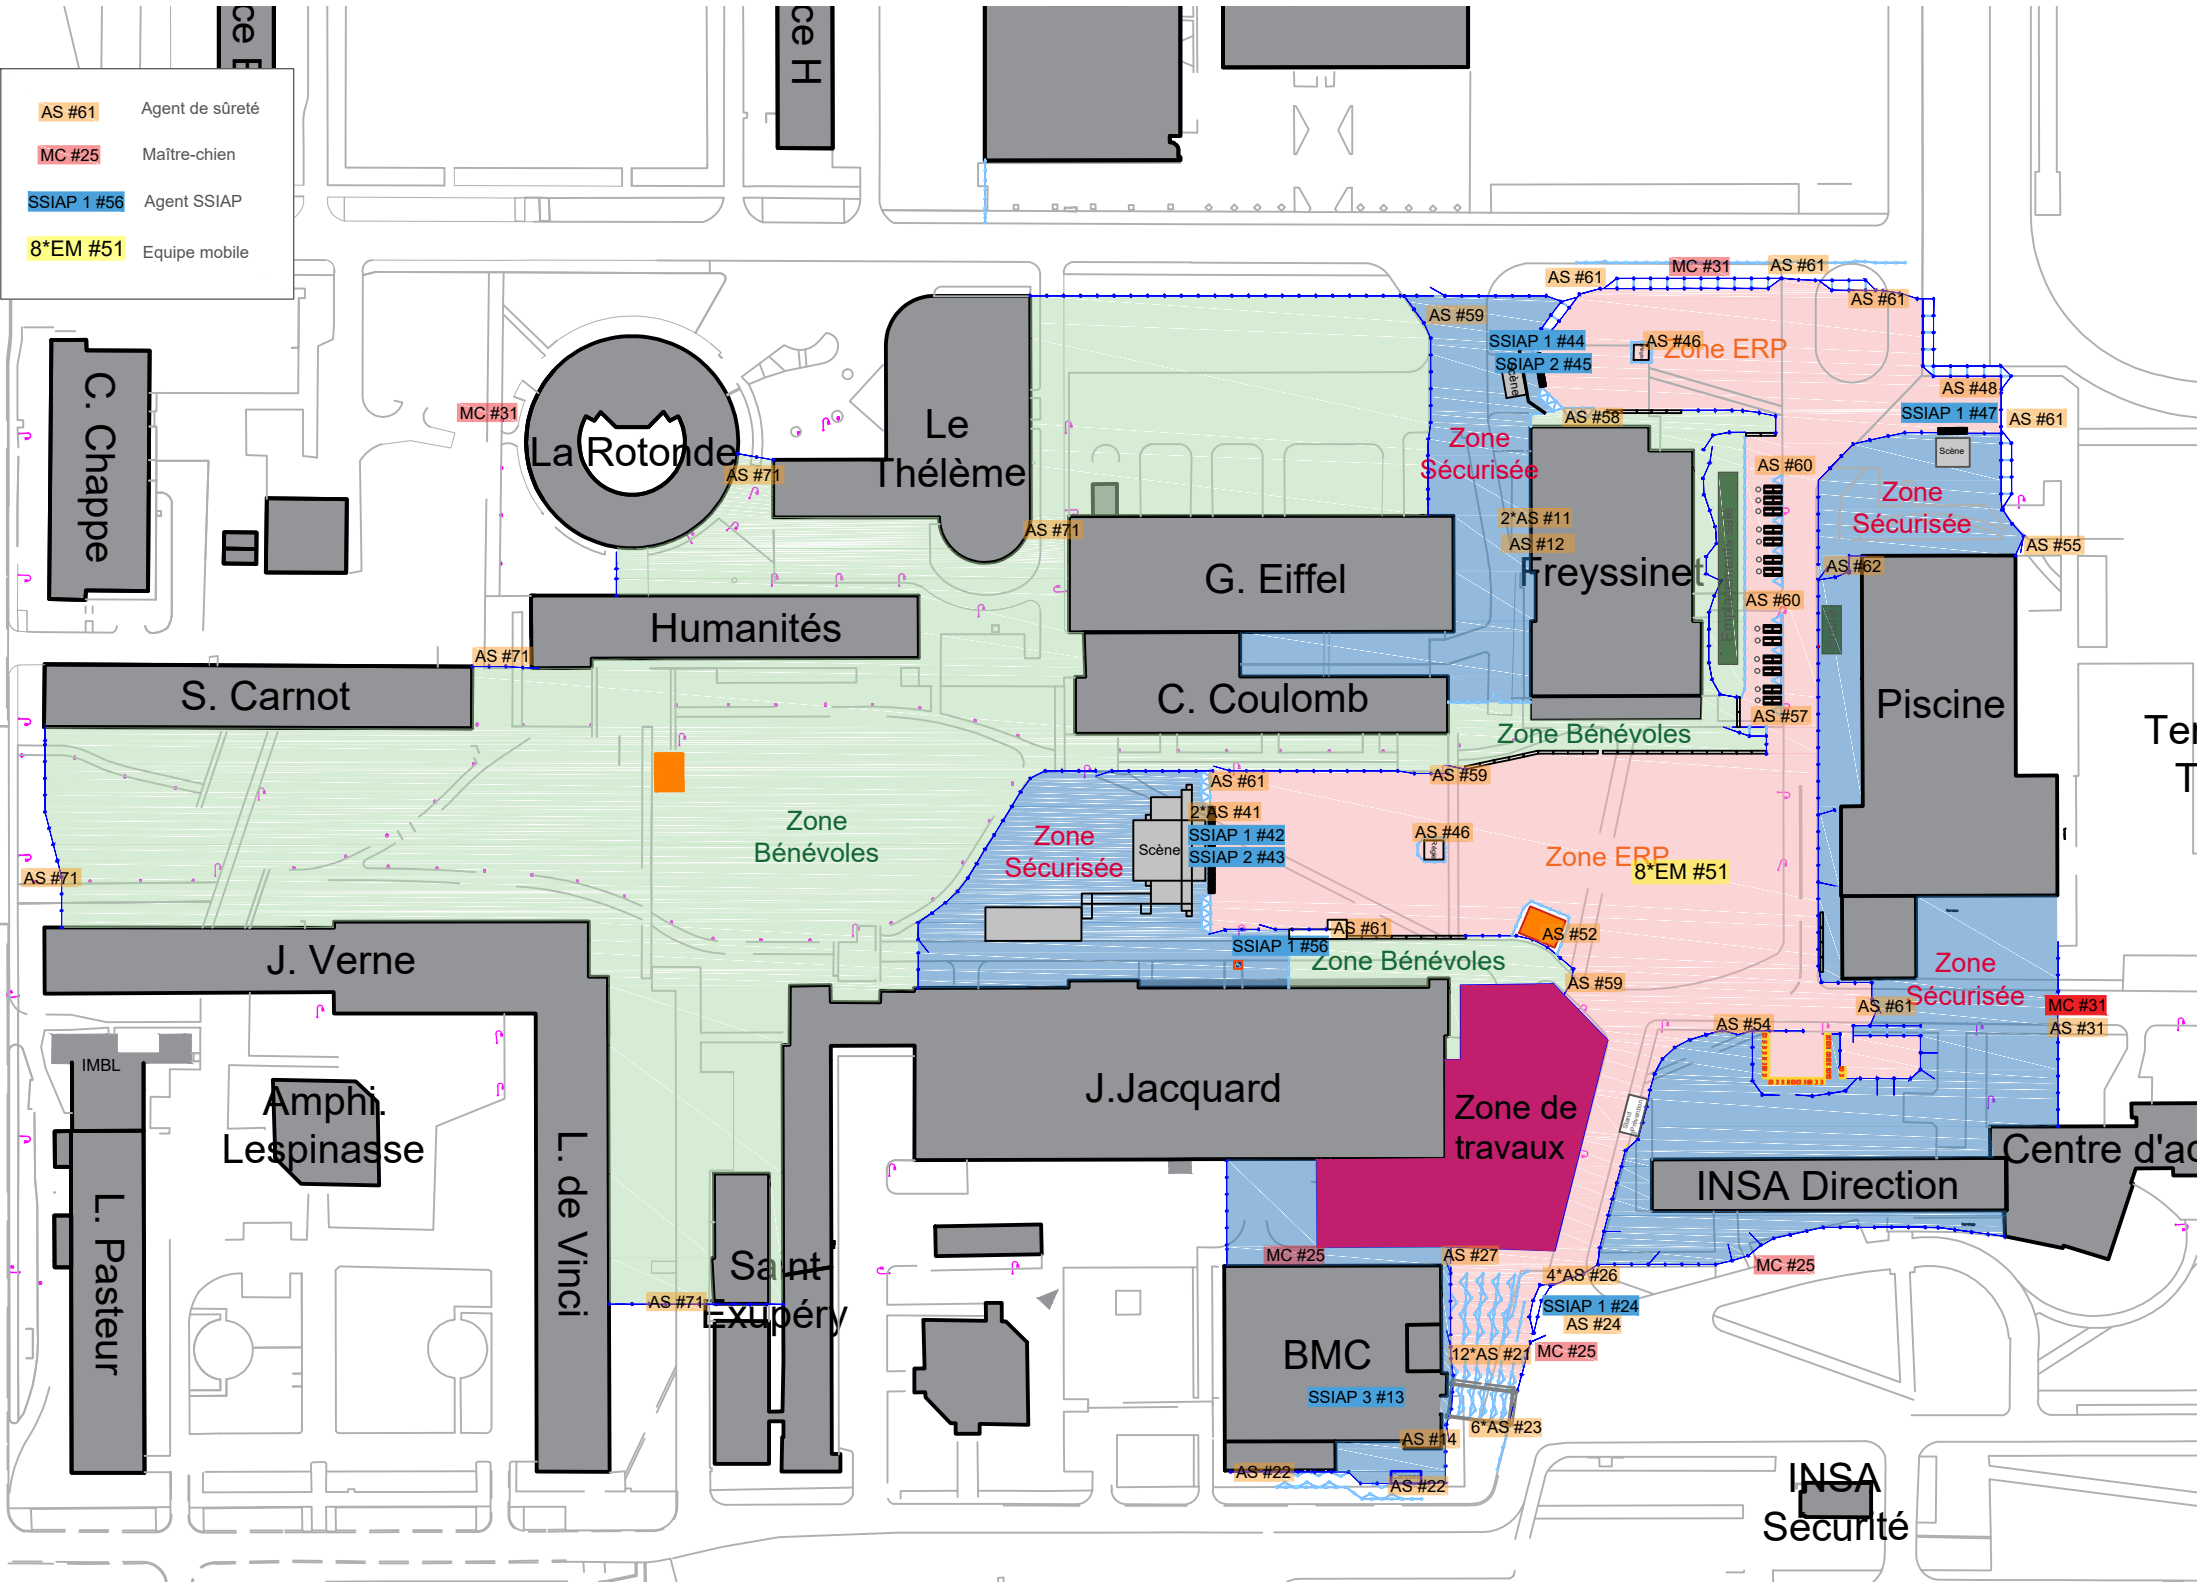 ce H
AS #61 Agent de sûreté
MC #25 Maître-chien
SSIAP 1 #56 Agent SSIAP
8*EM #51 Equipe mobile
AS #61
MC #31
AS #61
AS #61
AS #59
SSIAP 1 #44
SSIAP 2 #45
Scène
AS #46
Zone ERP
AS #48
SSIAP 1 #47
AS #61
AS #58
Scène
C. Chappe
MC #31
La Rotonde
AS #71
Le
Thélème
AS #71
Zone
Sécurisée
AS #60
Zone
Sécurisée
2*AS #11
AS #12
Freyssinet
AS #55
AS #62
AS #60
G. Eiffel
Humanités
AS #71
S. Carnot
C. Coulomb
Piscine
AS #57
Zone Bénévoles
AS #59
AS #61
2*AS #41
SSIAP 1 #42
SSIAP 2 #43
Scène
Zone
Sécurisée
Zone
Bénévoles
AS #46
Régie
Zone ERP
8*EM #51
AS #71
AS #61
AS #52
SSIAP 1 #56
Zone Bénévoles
AS #59
J. Verne
Zone
Sécurisée
AS #61
MC #31
AS #31
AS #54
IMBL
Amphi.
Lespinasse
L. Pasteur
L. de Vinci
J.Jacquard
Zone de
travaux
Stand
Prévention
INSA Direction
MC #25
AS #27
4*AS #26
MC #25
SSIAP 1 #24
AS #24
AS #71
Saint
Exupéry
BMC
12*AS #21
MC #25
SSIAP 3 #13
6*AS #23
AS #14
AS #22
AS #22
INSA
Sécurité